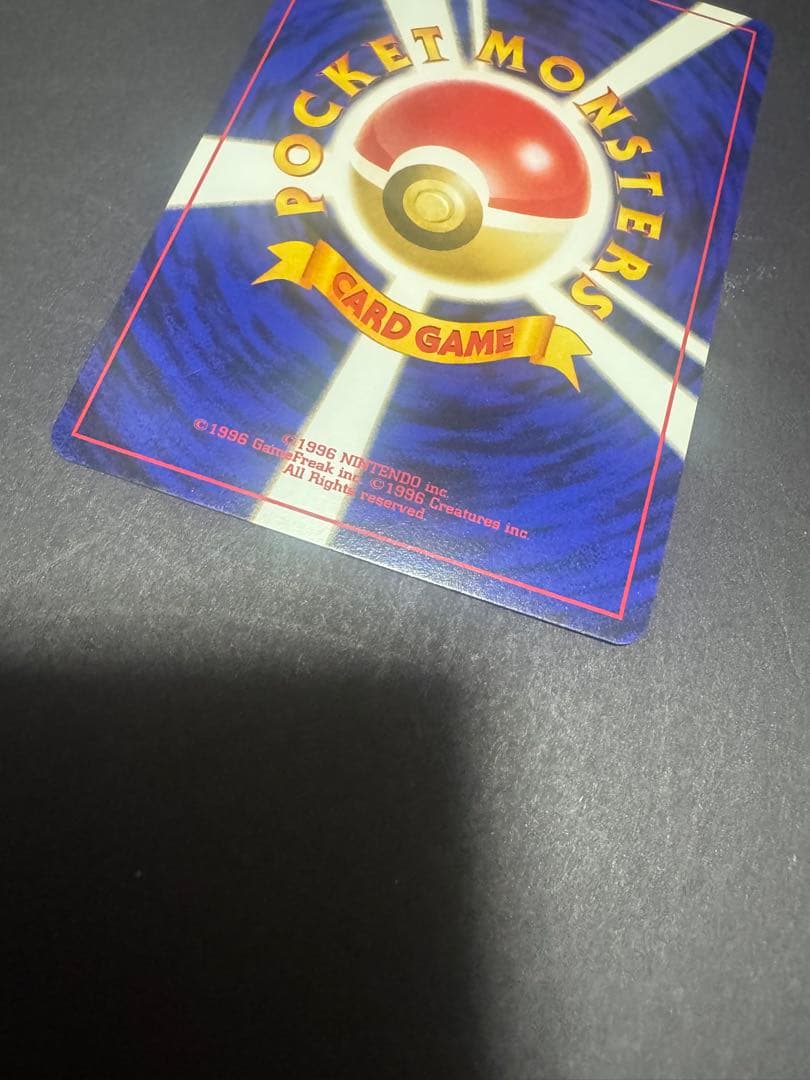 POCKET MONSTERS
CARD GAME
©1996 NINTENDO inc.
©1996 GameFreak inc. ©1996 Creatures inc.
All Rights reserved.